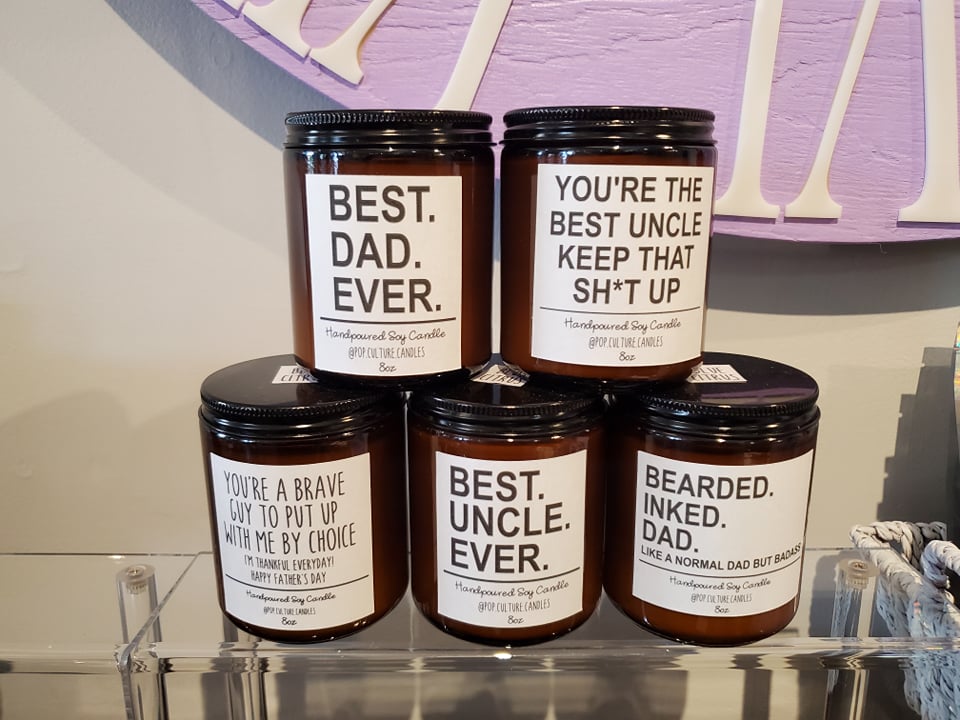 BEST.
DAD.
EVER.
Handpoured Soy Candle
@POP.CULTURE.CANDLES
8oz
YOU'RE THE
BEST UNCLE
KEEP THAT
SH*T UP
Handpoured Soy Candle
@POP.CULTURE.CANDLES
8oz
CITRUS
CITRUS
YOU'RE A BRAVE
GUY TO PUT UP
WITH ME BY CHOICE
I'M THANKFUL EVERYDAY!
HAPPY FATHER'S DAY
Handpoured Soy Candle
@POP.CULTURE.CANDLES
8oz
BEST.
UNCLE.
EVER.
Handpoured Soy Candle
@POP.CULTURE.CANDLES
8oz
BEARDED.
INKED.
DAD.
LIKE A NORMAL DAD BUT BADASS
Handpoured Soy Candle
@POP.CULTURE.CANDLES
8oz